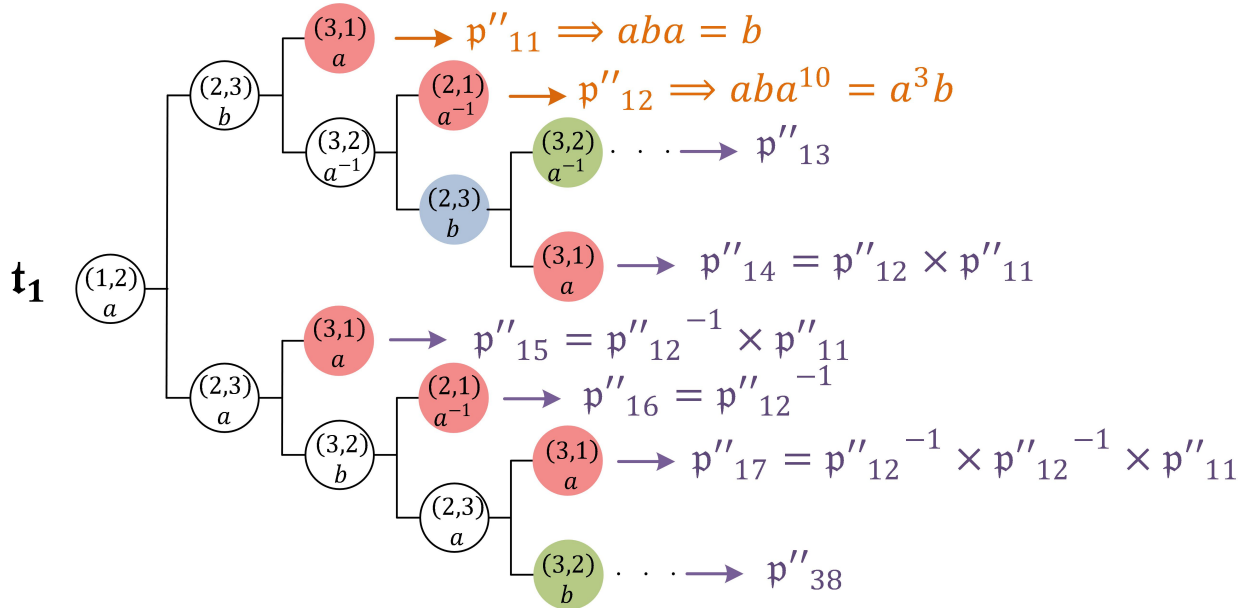 (3,1) a 𝔭″₁₁ ⟹ aba = b
(2,3) b
(2,1) a⁻¹ 𝔭″₁₂ ⟹ aba¹⁰ = a³b
(3,2) a⁻¹
(3,2) a⁻¹ · · · 𝔭″₁₃
(2,3) b
(3,1) a 𝔭″₁₄ = 𝔭″₁₂ × 𝔭″₁₁
𝔱₁ (1,2) a
(3,1) a 𝔭″₁₅ = 𝔭″₁₂⁻¹ × 𝔭″₁₁
(2,3) a
(2,1) a⁻¹ 𝔭″₁₆ = 𝔭″₁₂⁻¹
(3,2) b
(3,1) a 𝔭″₁₇ = 𝔭″₁₂⁻¹ × 𝔭″₁₂⁻¹ × 𝔭″₁₁
(2,3) a
(3,2) b · · · 𝔭″₃₈